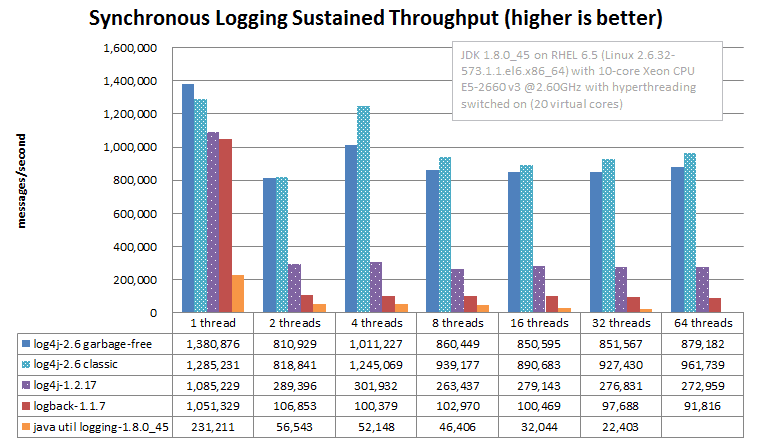 Synchronous Logging Sustained Throughput (higher is better)
JDK 1.8.0_45 on RHEL 6.5 (Linux 2.6.32-
573.1.1.el6.x86_64) with 10-core Xeon CPU
E5-2660 v3 @2.60GHz with hyperthreading
switched on (20 virtual cores)
messages/second
1,600,000
1,400,000
1,200,000
1,000,000
800,000
600,000
400,000
200,000
0
1 thread 2 threads 4 threads 8 threads 16 threads 32 threads 64 threads
log4j-2.6 garbage-free 1,380,876 810,929 1,011,227 860,449 850,595 851,567 879,182
log4j-2.6 classic 1,285,231 818,841 1,245,069 939,177 890,683 927,430 961,739
log4j-1.2.17 1,085,229 289,396 301,932 263,437 279,143 276,831 272,959
logback-1.1.7 1,051,329 106,853 100,379 102,970 100,469 97,688 91,816
java util logging-1.8.0_45 231,211 56,543 52,148 46,406 32,044 22,403